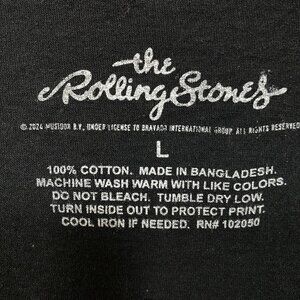 the
Rolling Stones
© 2024 MUSIDOR B.V., UNDER LICENSE TO BRAVADO INTERNATIONAL GROUP. ALL RIGHTS RESERVED.
L
100% COTTON. MADE IN BANGLADESH.
MACHINE WASH WARM WITH LIKE COLORS.
DO NOT BLEACH. TUMBLE DRY LOW.
TURN INSIDE OUT TO PROTECT PRINT.
COOL IRON IF NEEDED. RN# 102050